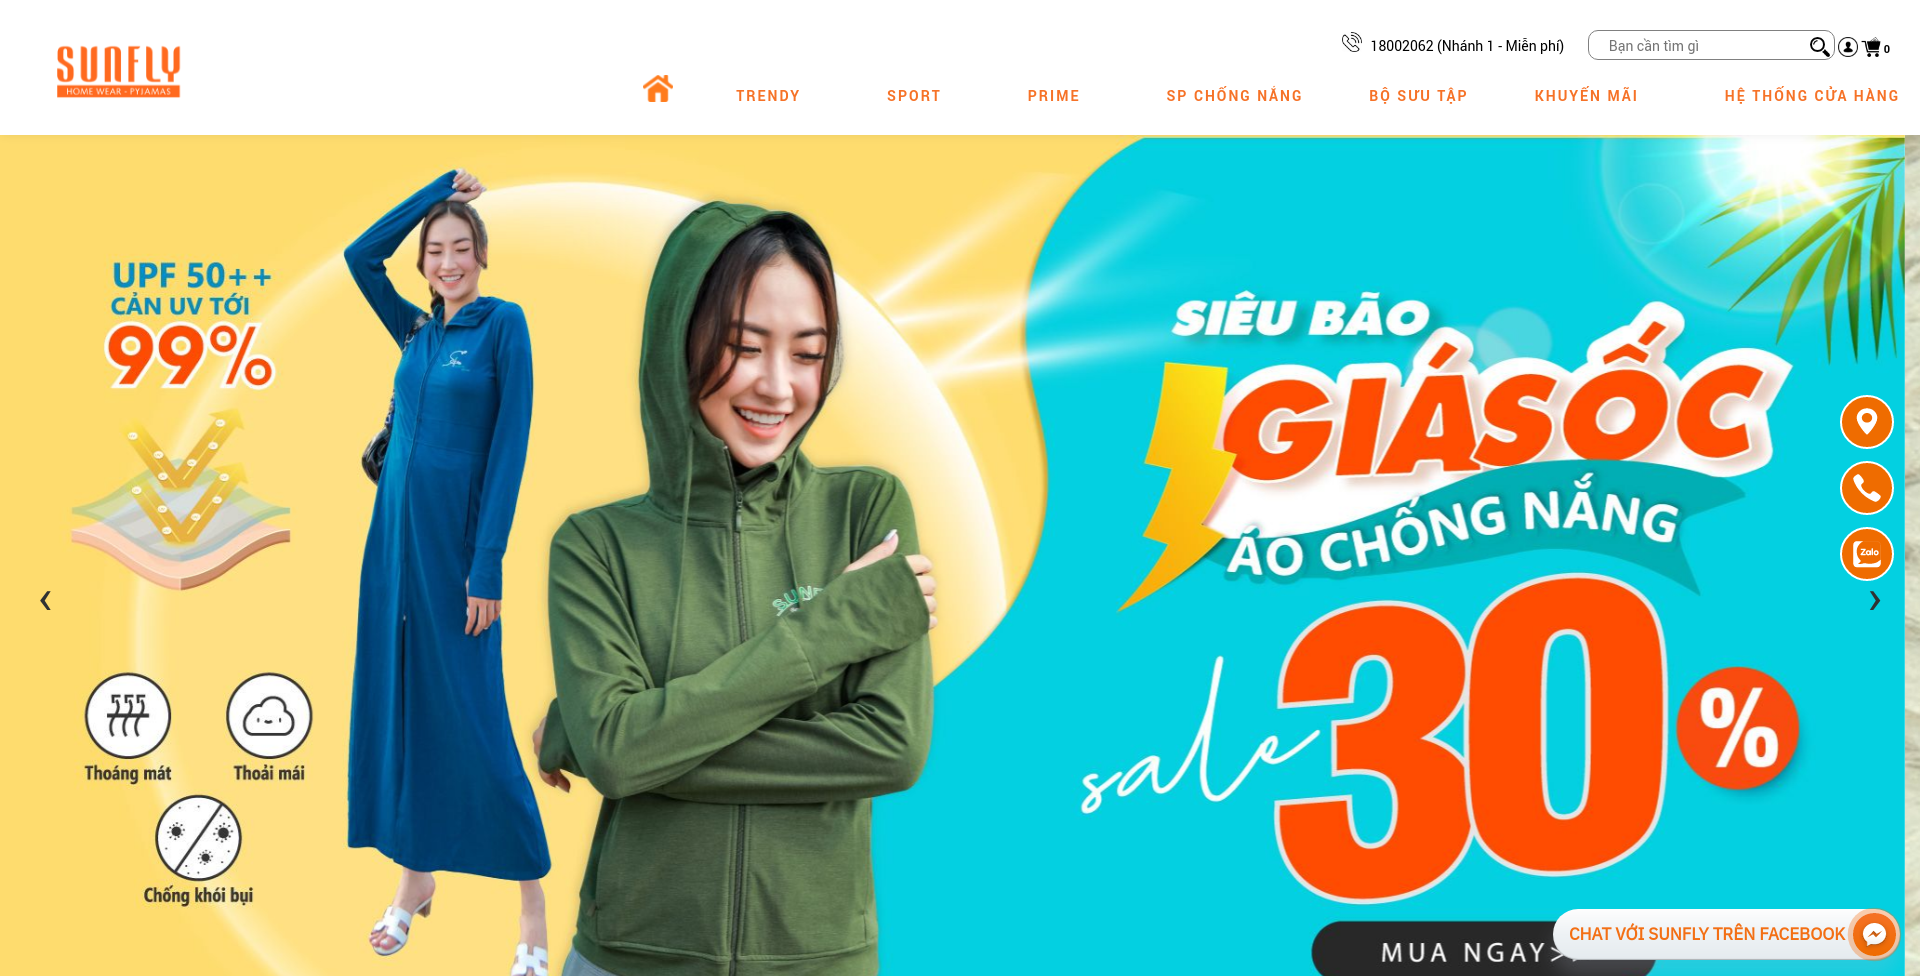 SUNFLY
HOME WEAR - PYJAMAS
18002062 (Nhánh 1 - Miễn phí)
Bạn cần tìm gì
0
TRENDY
SPORT
PRIME
SP CHỐNG NẮNG
BỘ SƯU TẬP
KHUYẾN MÃI
HỆ THỐNG CỬA HÀNG
UPF 50++
CẢN UV TỚI
99%
Thoáng mát
Thoải mái
Chống khói bụi
SIÊU BÃO
GIÁ SỐC
ÁO CHỐNG NẮNG
sale 30%
MUA NGAY>
Zalo
CHAT VỚI SUNFLY TRÊN FACEBOOK